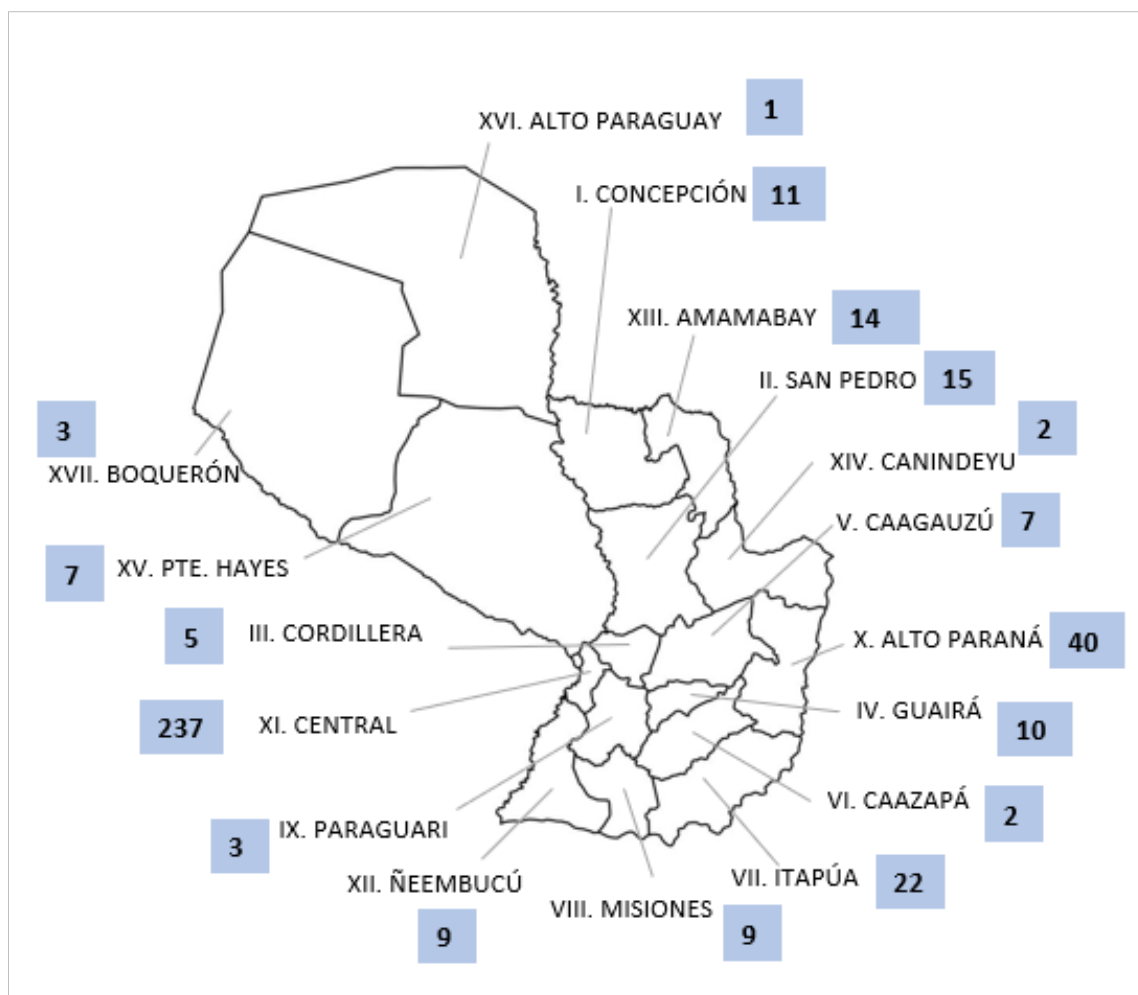 XVI. ALTO PARAGUAY 1
I. CONCEPCIÓN 11
XIII. AMAMABAY 14
II. SAN PEDRO 15
2
XIV. CANINDEYU
3
XVII. BOQUERÓN
V. CAAGAUZÚ 7
7 XV. PTE. HAYES
5 III. CORDILLERA
X. ALTO PARANÁ 40
237 XI. CENTRAL
IV. GUAIRÁ
10
VI. CAAZAPÁ
2
IX. PARAGUARI
3
VII. ITAPÚA 22
XII. ÑEEMBUCÚ
9
VIII. MISIONES
9